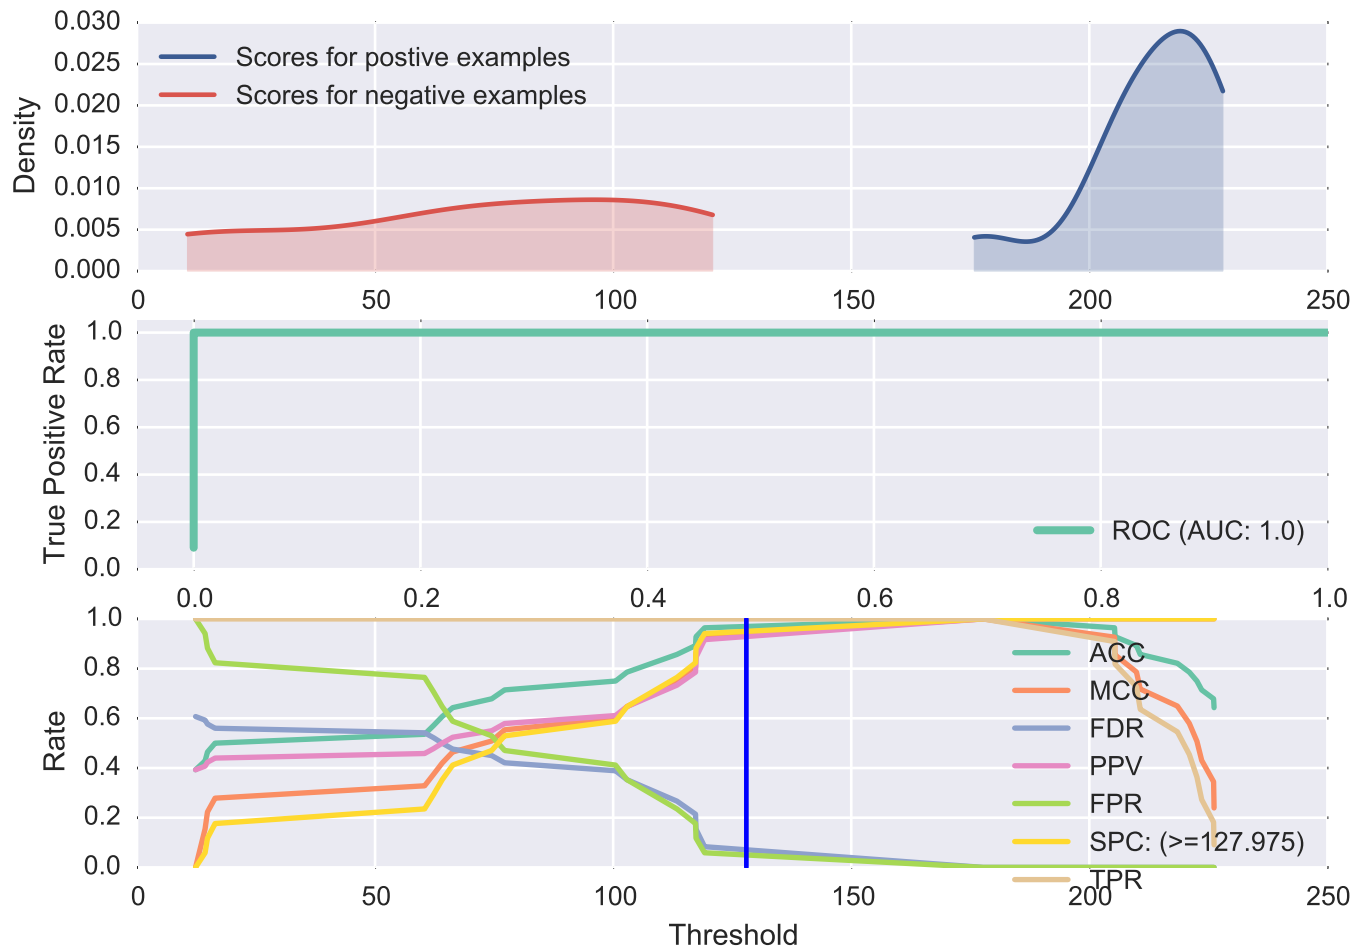 0.030
0.025
0.020
0.015
0.010
0.005
0.000
Density
Scores for postive examples
Scores for negative examples
0 50 100 150 200 250
1.0
0.8
0.6
0.4
0.2
0.0
True Positive Rate
ROC (AUC: 1.0)
0.0 0.2 0.4 0.6 0.8 1.0
1.0
0.8
0.6
0.4
0.2
0.0
Rate
ACC
MCC
FDR
PPV
FPR
SPC: (>=127.975)
TPR
0 50 100 150 200 250
Threshold